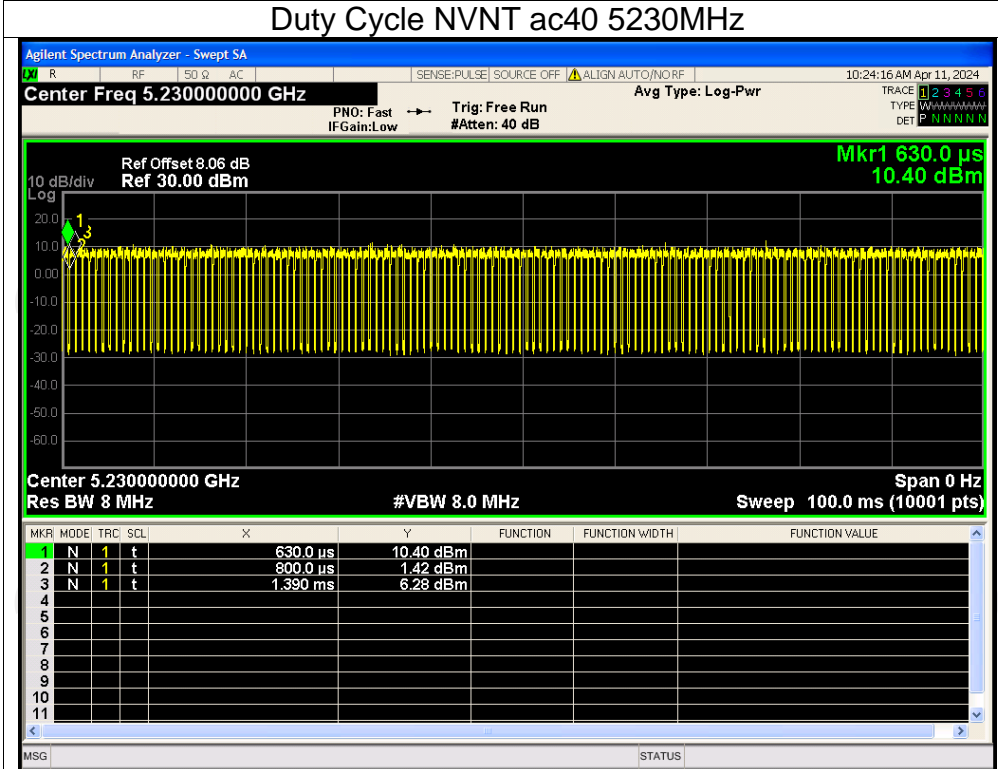 Duty Cycle NVNT ac40 5230MHz
Agilent Spectrum Analyzer - Swept SA
LXI R RF 50 Ω AC SENSE:PULSE SOURCE OFF ALIGN AUTO/NO RF 10:24:16 AM Apr 11, 2024
Center Freq 5.230000000 GHz Avg Type: Log-Pwr TRACE 1 2 3 4 5 6
PNO: Fast Trig: Free Run TYPE WWWWWW
IFGain:Low #Atten: 40 dB DET P N N N N N
Mkr1 630.0 µs
Ref Offset 8.06 dB
10 dB/div Ref 30.00 dBm 10.40 dBm
Log
20.0
1
3
10.0 2
0.00
-10.0
-20.0
-30.0
-40.0
-50.0
-60.0
Center 5.230000000 GHz Span 0 Hz
Res BW 8 MHz #VBW 8.0 MHz Sweep 100.0 ms (10001 pts)
MKR MODE TRC SCL X Y FUNCTION FUNCTION WIDTH FUNCTION VALUE
1 N 1 t 630.0 µs 10.40 dBm
2 N 1 t 800.0 µs 1.42 dBm
3 N 1 t 1.390 ms 6.28 dBm
4
5
6
7
8
9
10
11
MSG STATUS